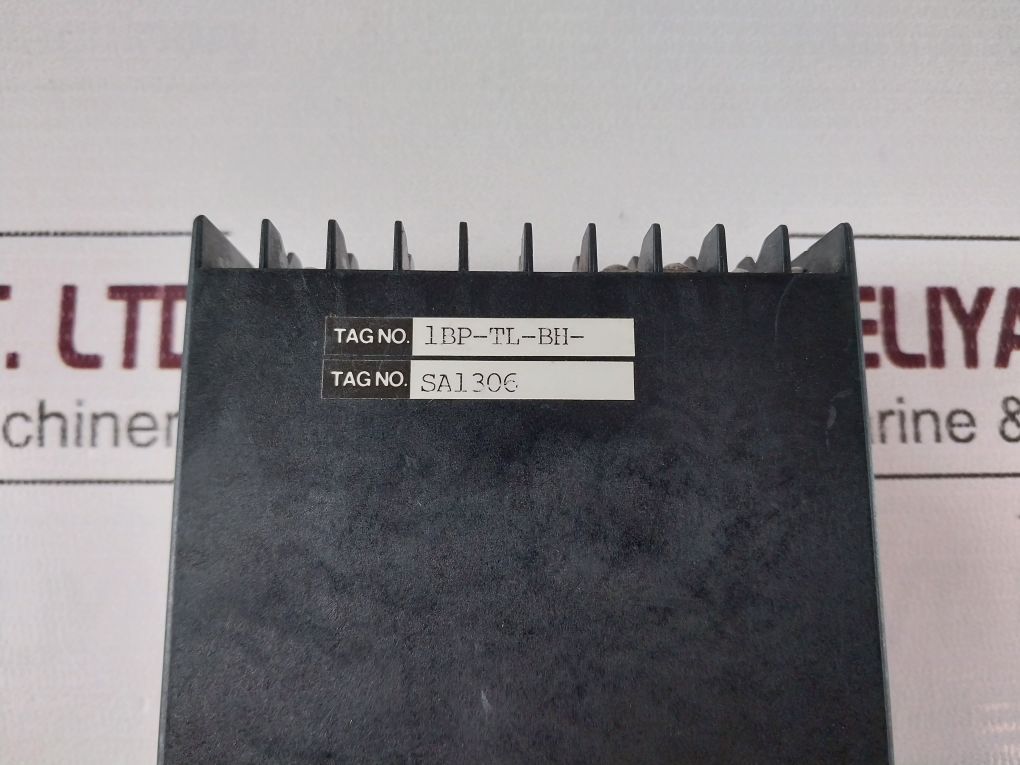 TAG NO. 1BP-TL-BH-
TAG NO. SA1306
T. LTD
ELIYA
chiner
arine &